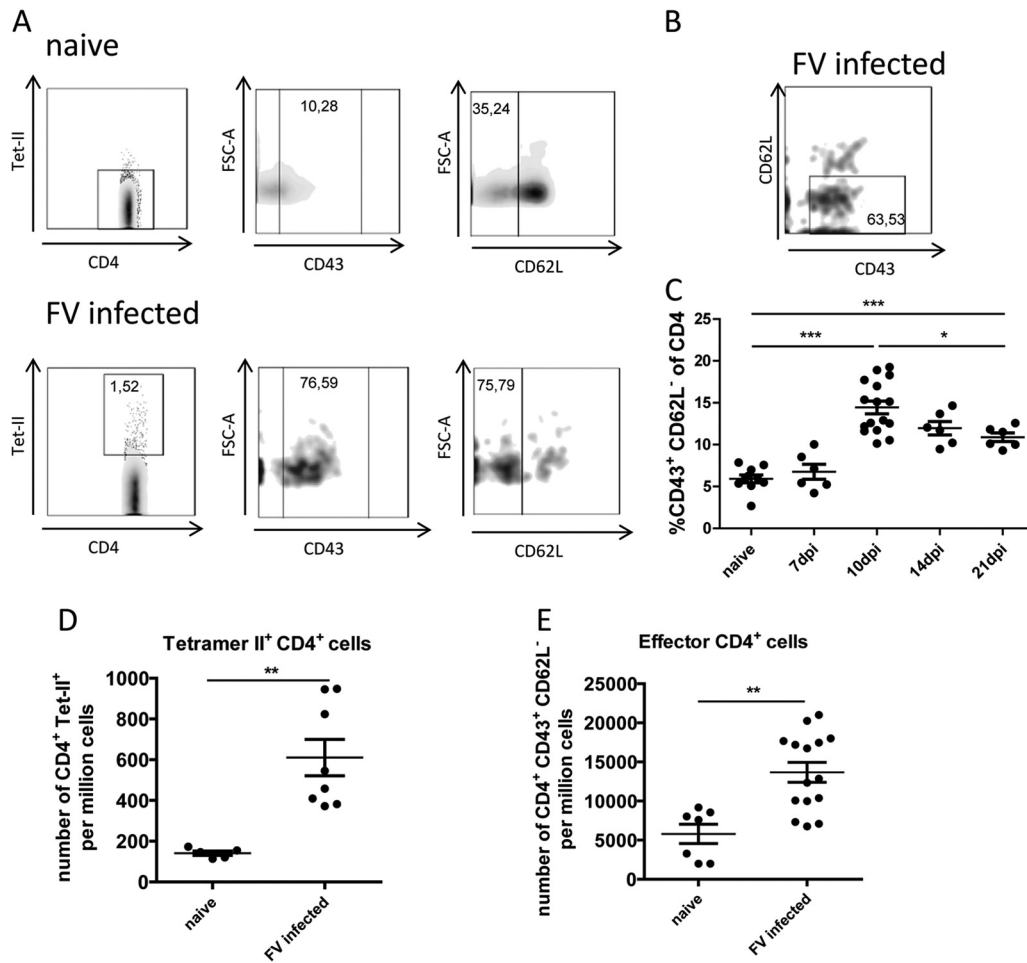 A
naive
Tet-II
CD4
10,28
FSC-A
CD43
35,24
FSC-A
CD62L
FV infected
1,52
Tet-II
CD4
76,59
FSC-A
CD43
75,79
FSC-A
CD62L
B
FV infected
CD62L
63,53
CD43
C
%CD43+ CD62L- of CD4
25
20
15
10
5
0
***
***
*
naive
7dpi
10dpi
14dpi
21dpi
D
Tetramer II+ CD4+ cells
number of CD4+ Tet-II+
per million cells
1000
800
600
400
200
0
**
naive
FV infected
E
Effector CD4+ cells
number of CD4+ CD43+ CD62L-
per million cells
25000
20000
15000
10000
5000
0
**
naive
FV infected